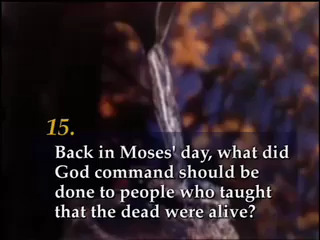 15.
Back in Moses' day, what did
God command should be
done to people who taught
that the dead were alive?